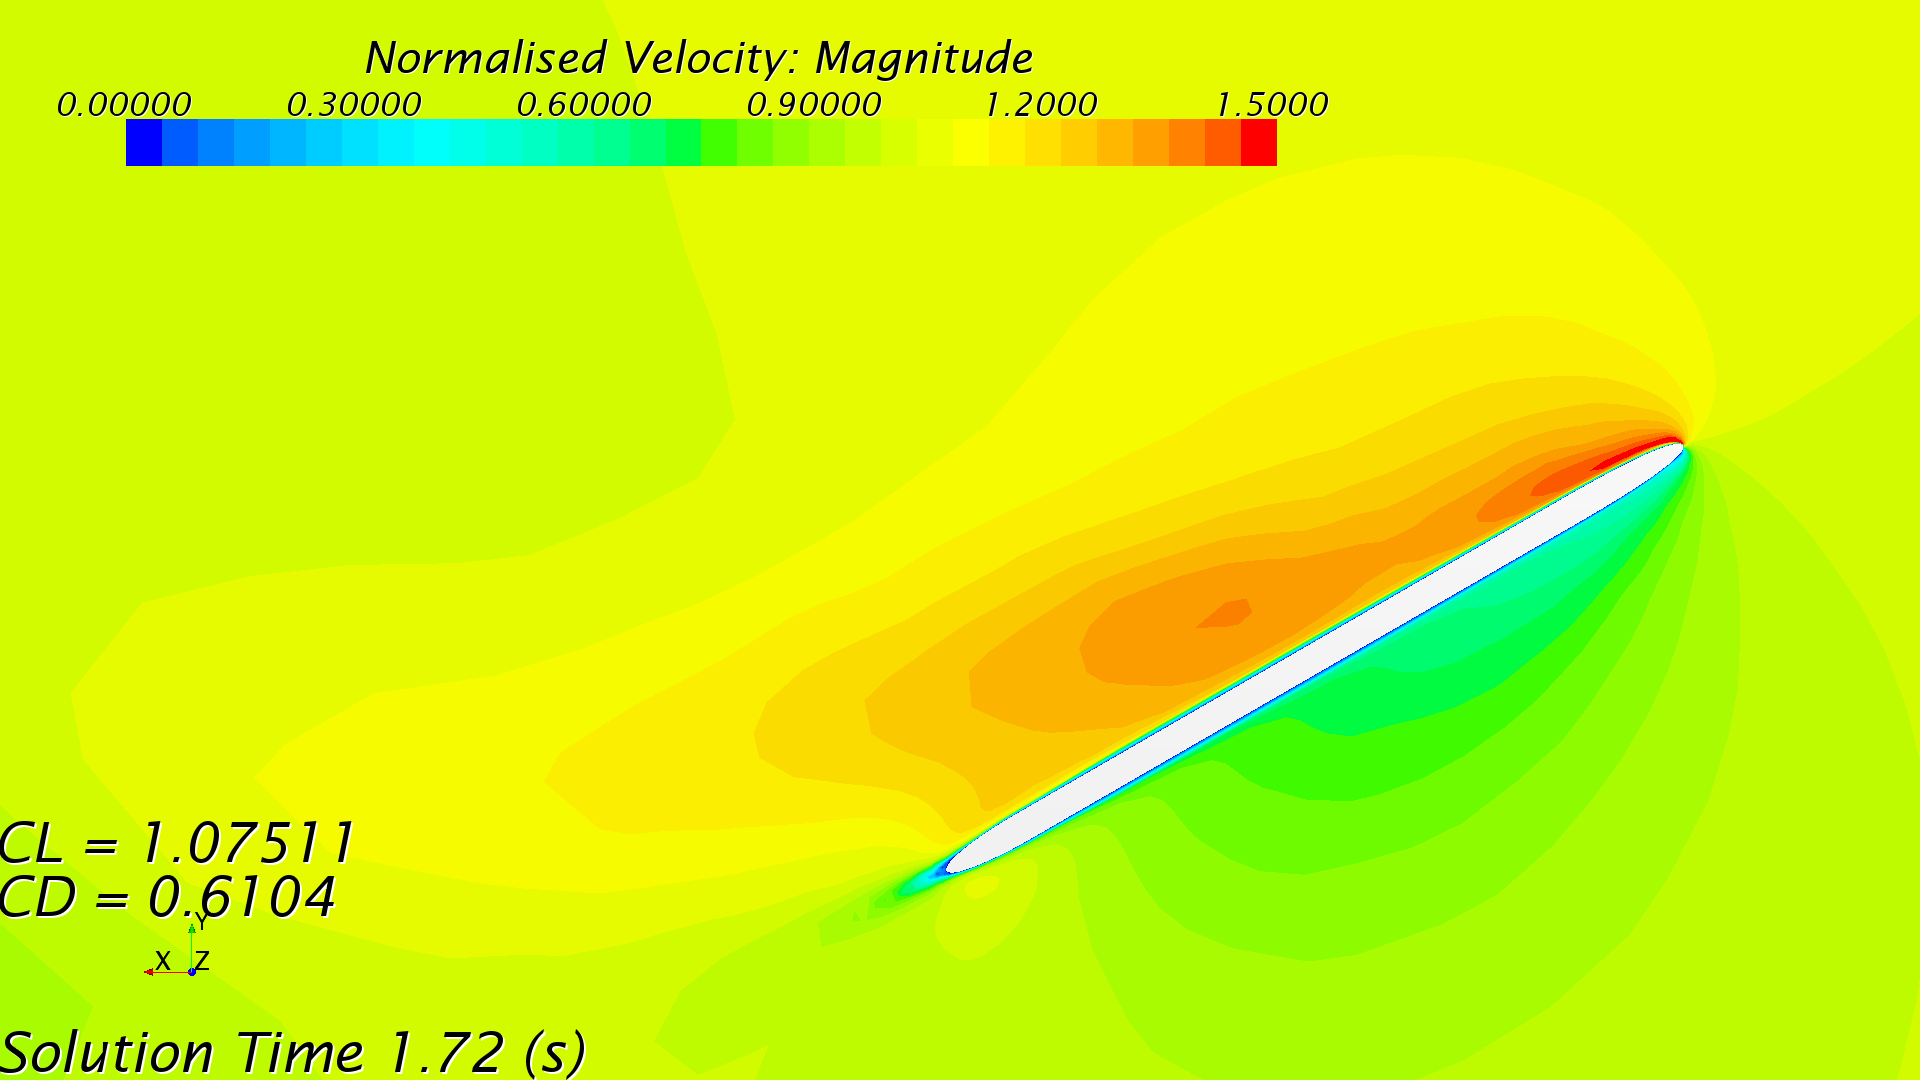 Normalised Velocity: Magnitude
0.00000 0.30000 0.60000 0.90000 1.2000 1.5000
CL = 1.07511
CD = 0.6104
Y
X Z
Solution Time 1.72 (s)